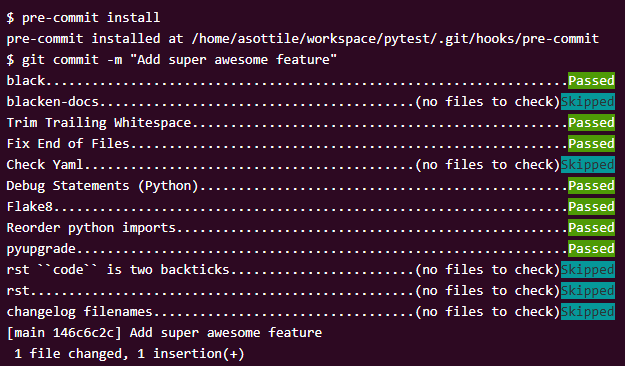 $ pre-commit install
pre-commit installed at /home/asottile/workspace/pytest/.git/hooks/pre-commit
$ git commit -m "Add super awesome feature"
black....................................................................Passed
blacken-docs.........................................(no files to check)Skipped
Trim Trailing Whitespace.................................................Passed
Fix End of Files.........................................................Passed
Check Yaml...........................................(no files to check)Skipped
Debug Statements (Python)................................................Passed
Flake8...................................................................Passed
Reorder python imports...................................................Passed
pyupgrade................................................................Passed
rst ``code`` is two backticks........................(no files to check)Skipped
rst..................................................(no files to check)Skipped
changelog filenames..................................(no files to check)Skipped
[main 146c6c2c] Add super awesome feature
 1 file changed, 1 insertion(+)